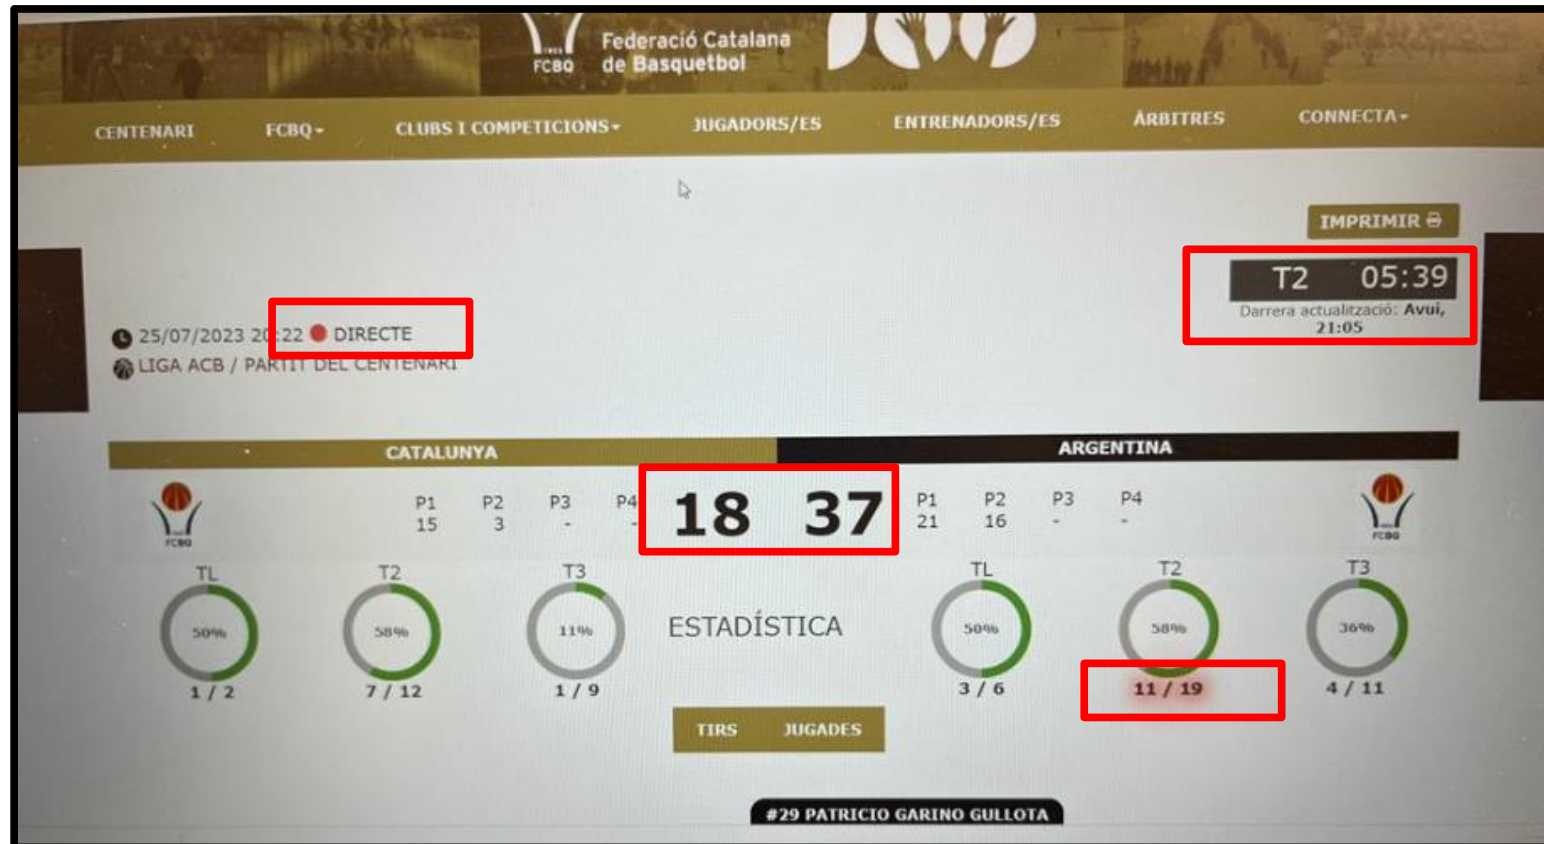 FCBQ
Federació Catalana
de Basquetbol
CENTENARI FCBQ CLUBS I COMPETICIONS JUGADORS/ES ENTRENADORS/ES ÀRBITRES CONNECTA
IMPRIMIR
T2 05:39
Darrera actualització: Avui,
21:05
25/07/2023 20:22 DIRECTE
LIGA ACB / PARTIT DEL CENTENARI
CATALUNYA ARGENTINA
P1 P2 P3 P4 18 37 P1 P2 P3 P4
15 3 - - 21 16 - -
FCBQ FCBQ
TL T2 T3 TL T2 T3
50% 58% 11% ESTADÍSTICA 50% 58% 36%
1 / 2 7 / 12 1 / 9 3 / 6 11 / 19 4 / 11
TIRS JUGADES
#29 PATRICIO GARINO GULLOTA